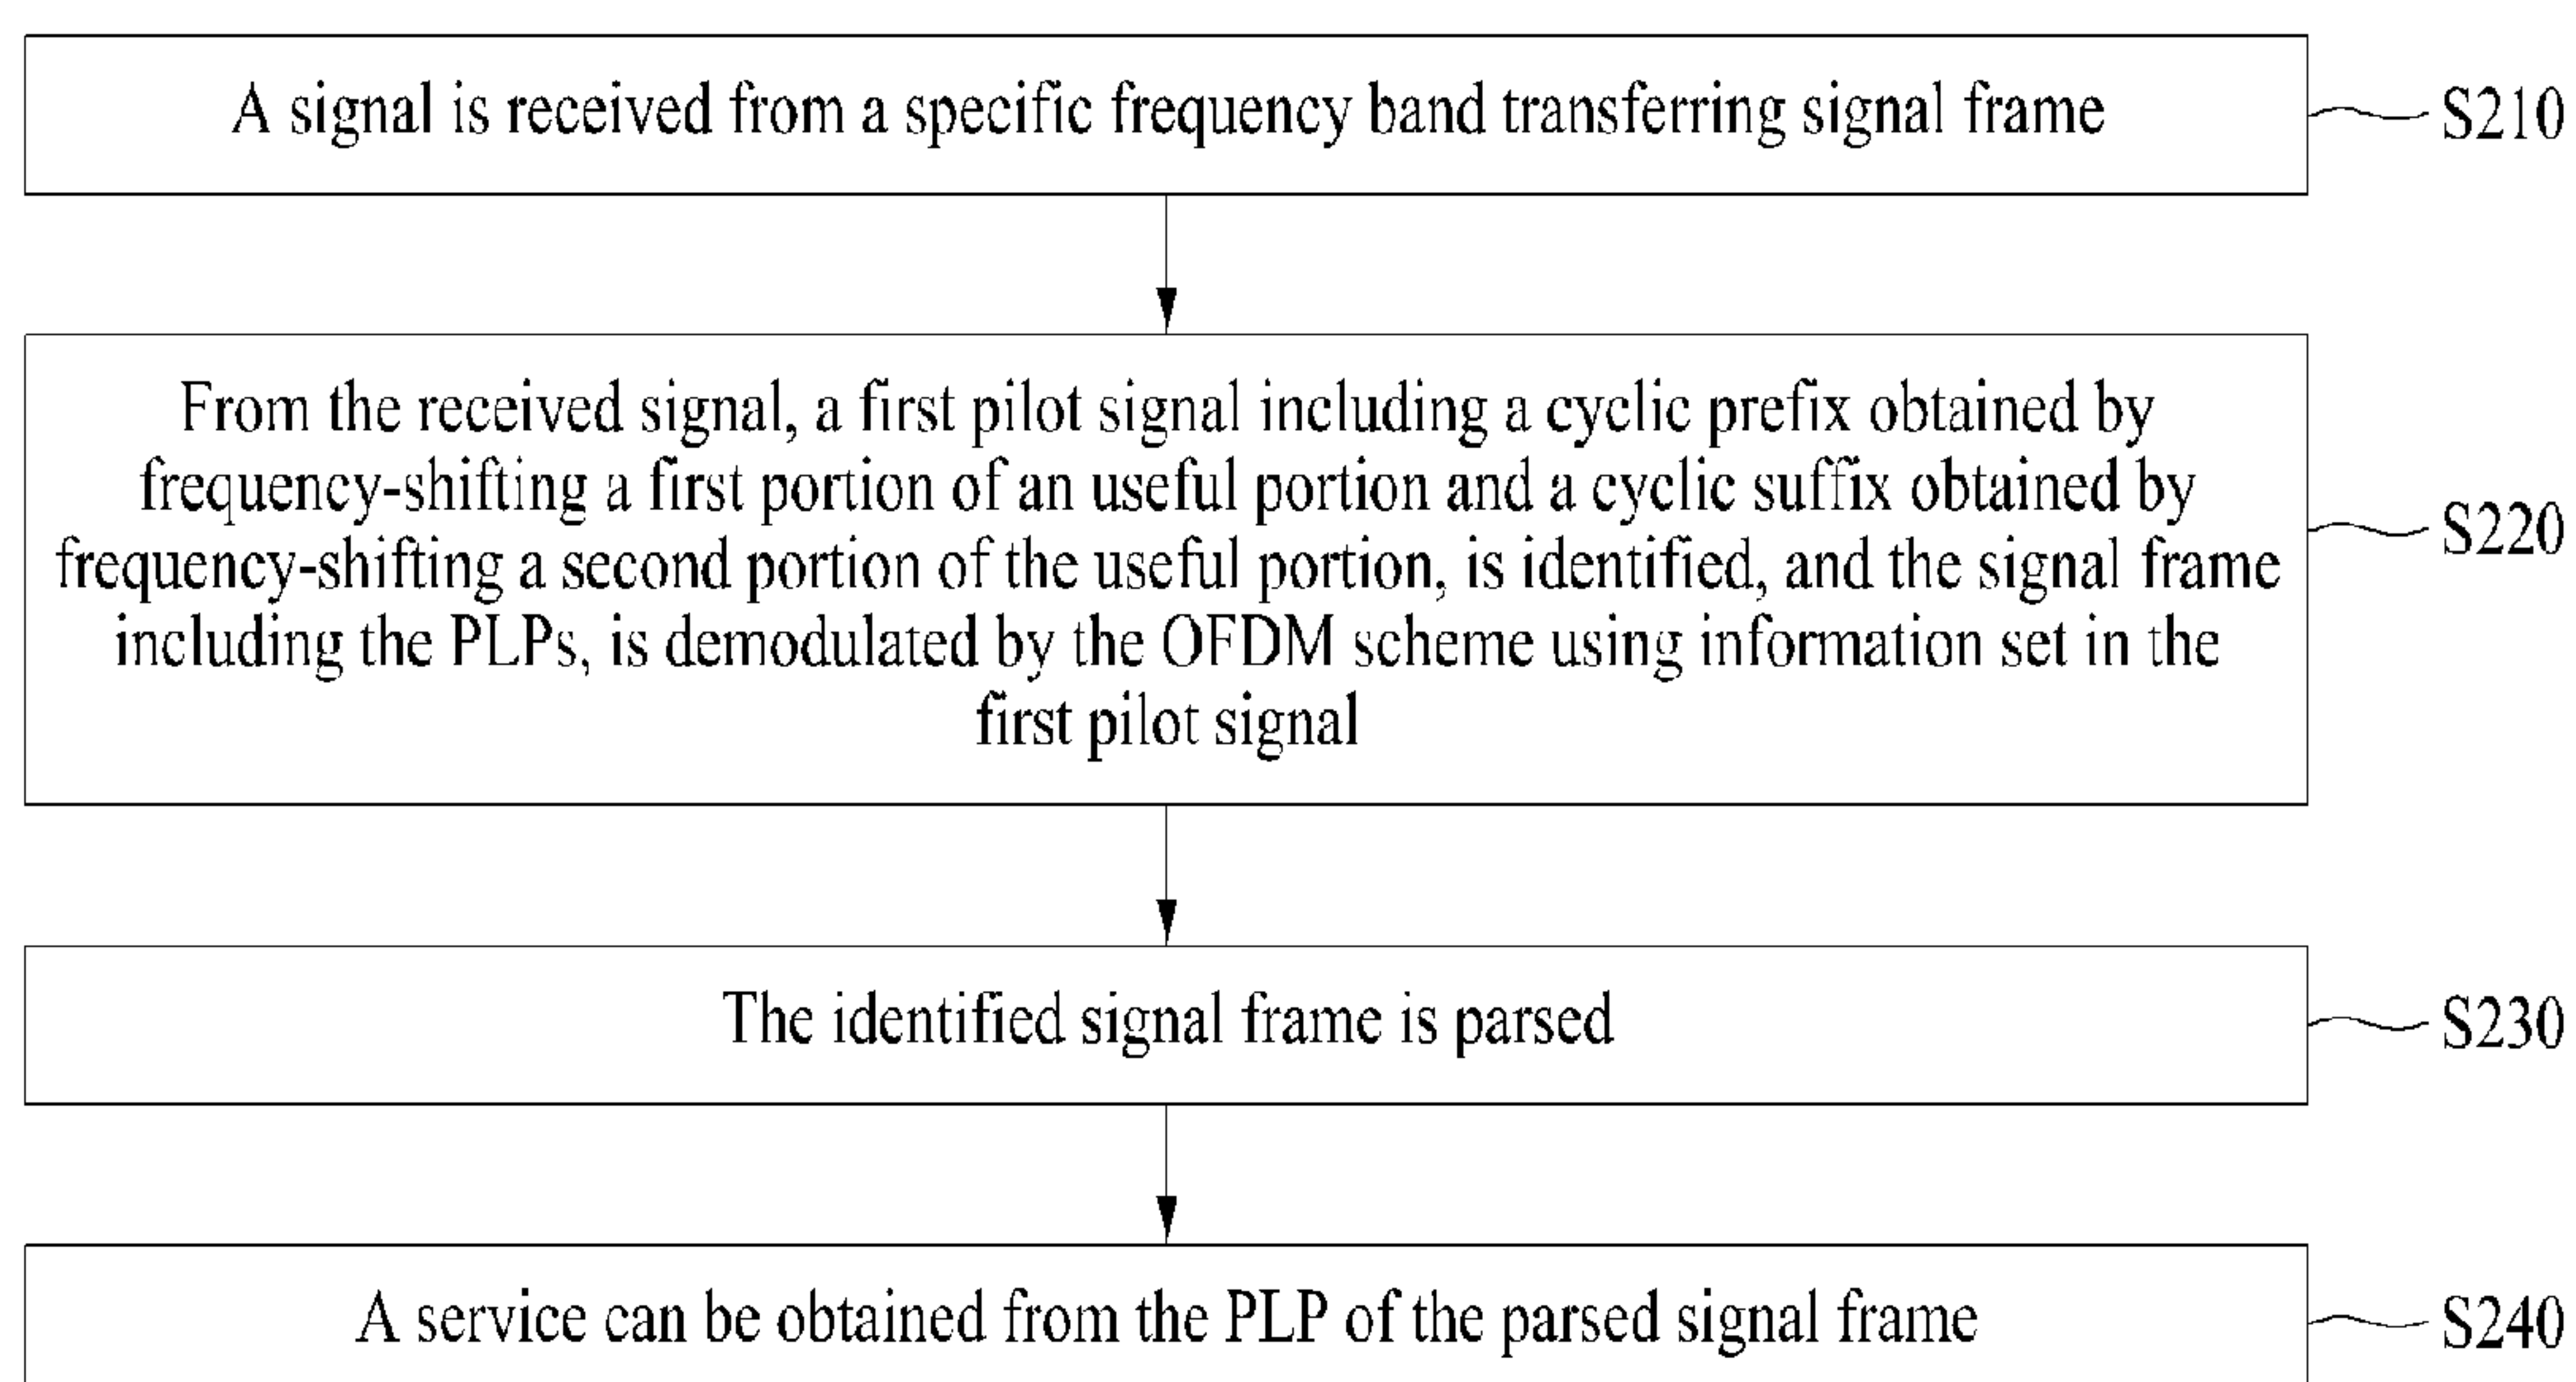 A signal is received from a specific frequency band transferring signal frame
S210
From the received signal, a first pilot signal including a cyclic prefix obtained by
frequency-shifting a first portion of an useful portion and a cyclic suffix obtained by
frequency-shifting a second portion of the useful portion, is identified, and the signal frame
including the PLPs, is demodulated by the OFDM scheme using information set in the
first pilot signal
S220
The identified signal frame is parsed
S230
A service can be obtained from the PLP of the parsed signal frame
S240